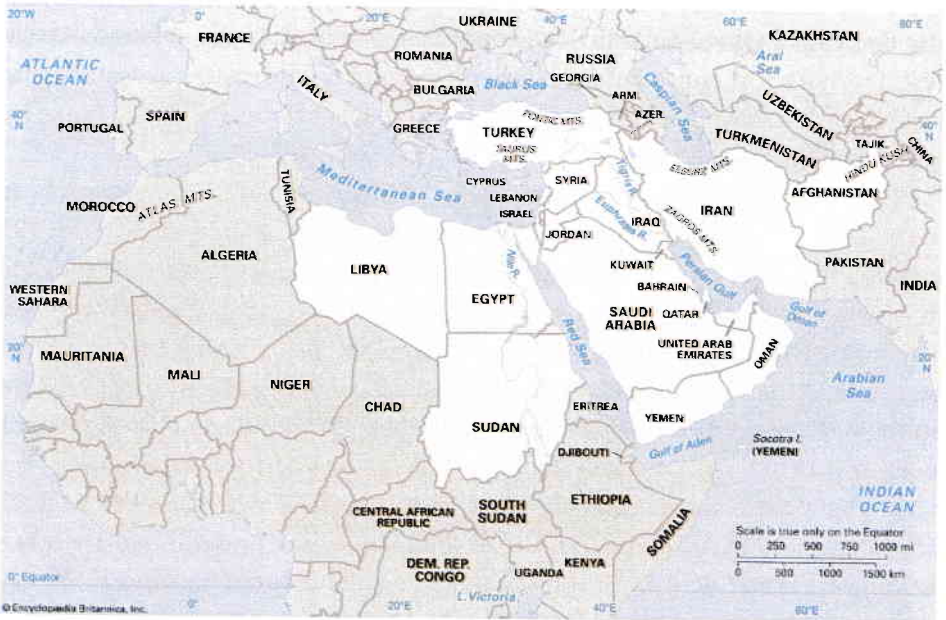 20°W
0°
20°E
40°E
60°E
80°E
UKRAINE
FRANCE
KAZAKHSTAN
ROMANIA
RUSSIA
Aral
Sea
ATLANTIC
OCEAN
GEORGIA
Black Sea
Caspian Sea
ITALY
BULGARIA
ARM.
AZER.
UZBEKISTAN
40°
N
SPAIN
PORTUGAL
GREECE
PONTIC MTS.
TURKEY
TAURUS
MTS.
TURKMENISTAN
TAJIK.
CHINA
40°
N
HINDU KUSH
ELBURZ MTS.
Mediterranean Sea
TUNISIA
CYPRUS
SYRIA
Tigris R.
AFGHANISTAN
MOROCCO
ATLAS MTS.
LEBANON
ISRAEL
Euphrates R.
IRAQ
IRAN
ZAGROS MTS.
JORDAN
ALGERIA
LIBYA
Nile R.
KUWAIT
Persian Gulf
PAKISTAN
INDIA
WESTERN
SAHARA
EGYPT
BAHRAIN
SAUDI
ARABIA
QATAR
Gulf of
Oman
Red Sea
UNITED ARAB
EMIRATES
OMAN
20°
N
20°
N
MAURITANIA
MALI
NIGER
CHAD
Arabian
Sea
SUDAN
ERITREA
YEMEN
DJIBOUTI
Gulf of Aden
Socotra I.
(YEMEN)
CENTRAL AFRICAN
REPUBLIC
SOUTH
SUDAN
ETHIOPIA
SOMALIA
INDIAN
OCEAN
Scale is true only on the Equator
0 250 500 750 1000 mi
0 500 1000 1500 km
DEM. REP.
CONGO
UGANDA
KENYA
0° Equator
L. Victoria
© Encyclopædia Britannica, Inc.
0°
20°E
40°E
60°E